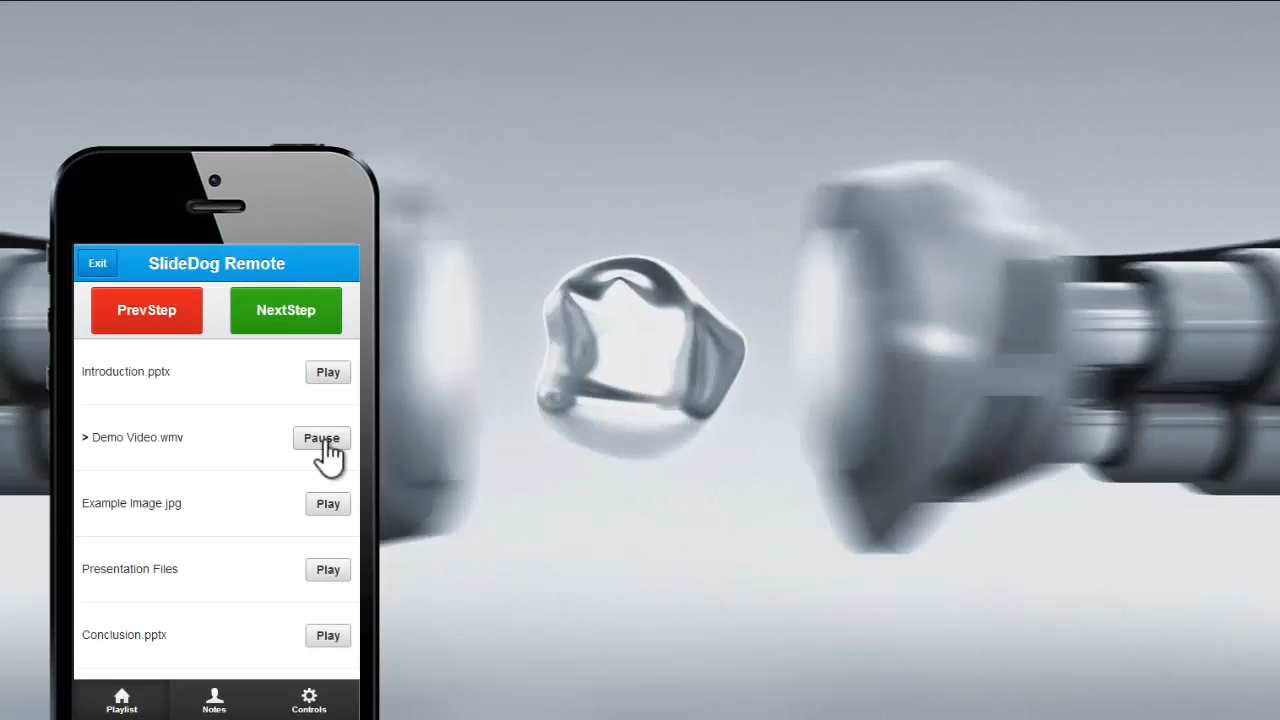 Exit
SlideDog Remote
PrevStep
NextStep
Introduction.pptx
Play
> Demo Video.wmv
Pause
Example Image.jpg
Play
Presentation Files
Play
Conclusion.pptx
Play
Playlist
Notes
Controls